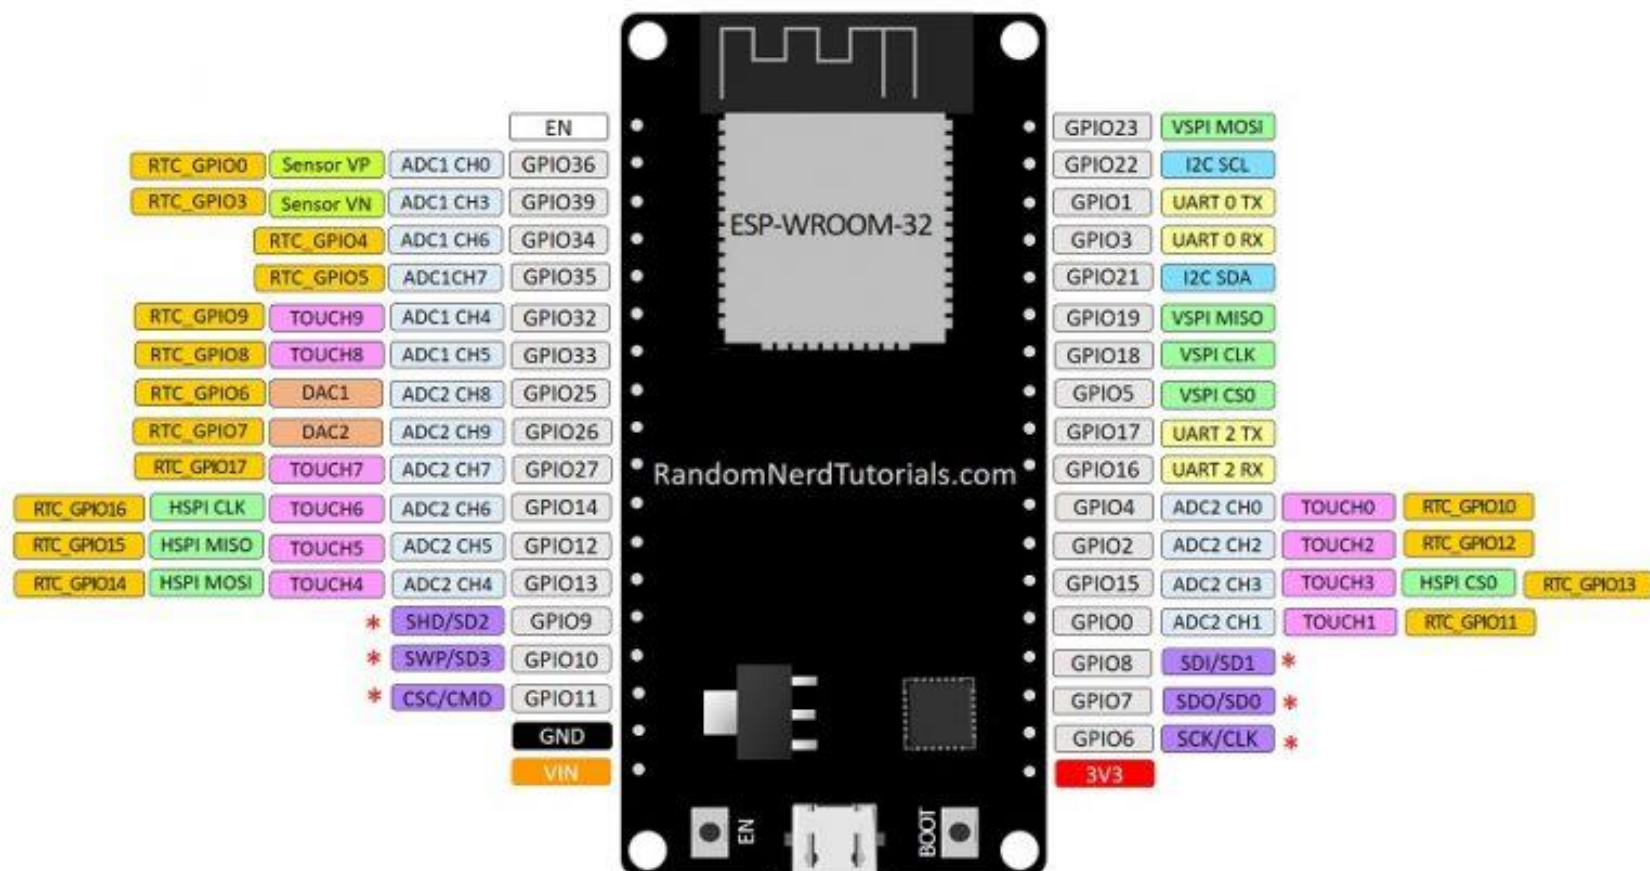 EN GPIO23 VSPI MOSI
RTC_GPIO0 Sensor VP ADC1 CH0 GPIO36 GPIO22 I2C SCL
RTC_GPIO3 Sensor VN ADC1 CH3 GPIO39 GPIO1 UART 0 TX
ESP-WROOM-32
RTC_GPIO4 ADC1 CH6 GPIO34 GPIO3 UART 0 RX
RTC_GPIO5 ADC1CH7 GPIO35 GPIO21 I2C SDA
RTC_GPIO9 TOUCH9 ADC1 CH4 GPIO32 GPIO19 VSPI MISO
RTC_GPIO8 TOUCH8 ADC1 CH5 GPIO33 GPIO18 VSPI CLK
RTC_GPIO6 DAC1 ADC2 CH8 GPIO25 GPIO5 VSPI CS0
RTC_GPIO7 DAC2 ADC2 CH9 GPIO26 GPIO17 UART 2 TX
RTC_GPIO17 TOUCH7 ADC2 CH7 GPIO27 RandomNerdTutorials.com GPIO16 UART 2 RX
RTC_GPIO16 HSPI CLK TOUCH6 ADC2 CH6 GPIO14 GPIO4 ADC2 CH0 TOUCH0 RTC_GPIO10
RTC_GPIO15 HSPI MISO TOUCH5 ADC2 CH5 GPIO12 GPIO2 ADC2 CH2 TOUCH2 RTC_GPIO12
RTC_GPIO14 HSPI MOSI TOUCH4 ADC2 CH4 GPIO13 GPIO15 ADC2 CH3 TOUCH3 HSPI CS0 RTC_GPIO13
* SHD/SD2 GPIO9 GPIO0 ADC2 CH1 TOUCH1 RTC_GPIO11
* SWP/SD3 GPIO10 GPIO8 SDI/SD1 *
* CSC/CMD GPIO11 GPIO7 SDO/SD0 *
GND GPIO6 SCK/CLK *
VIN 3V3
EN BOOT